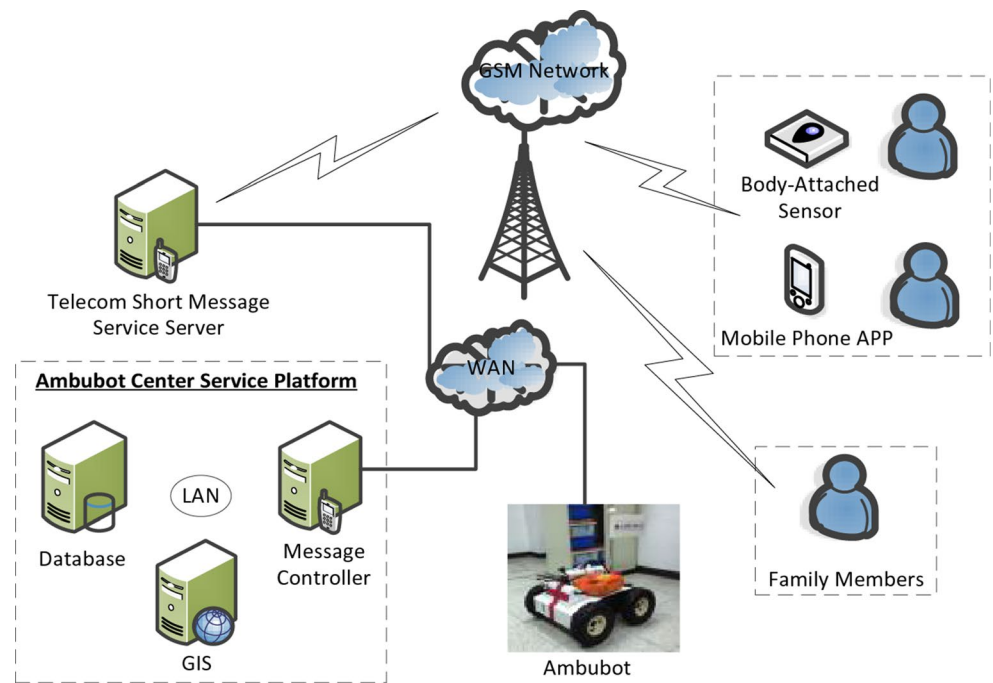 GSM Network
Body-Attached
Sensor
Mobile Phone APP
Telecom Short Message
Service Server
WAN
Ambubot Center Service Platform
LAN
Database
Message
Controller
GIS
Ambubot
Family Members